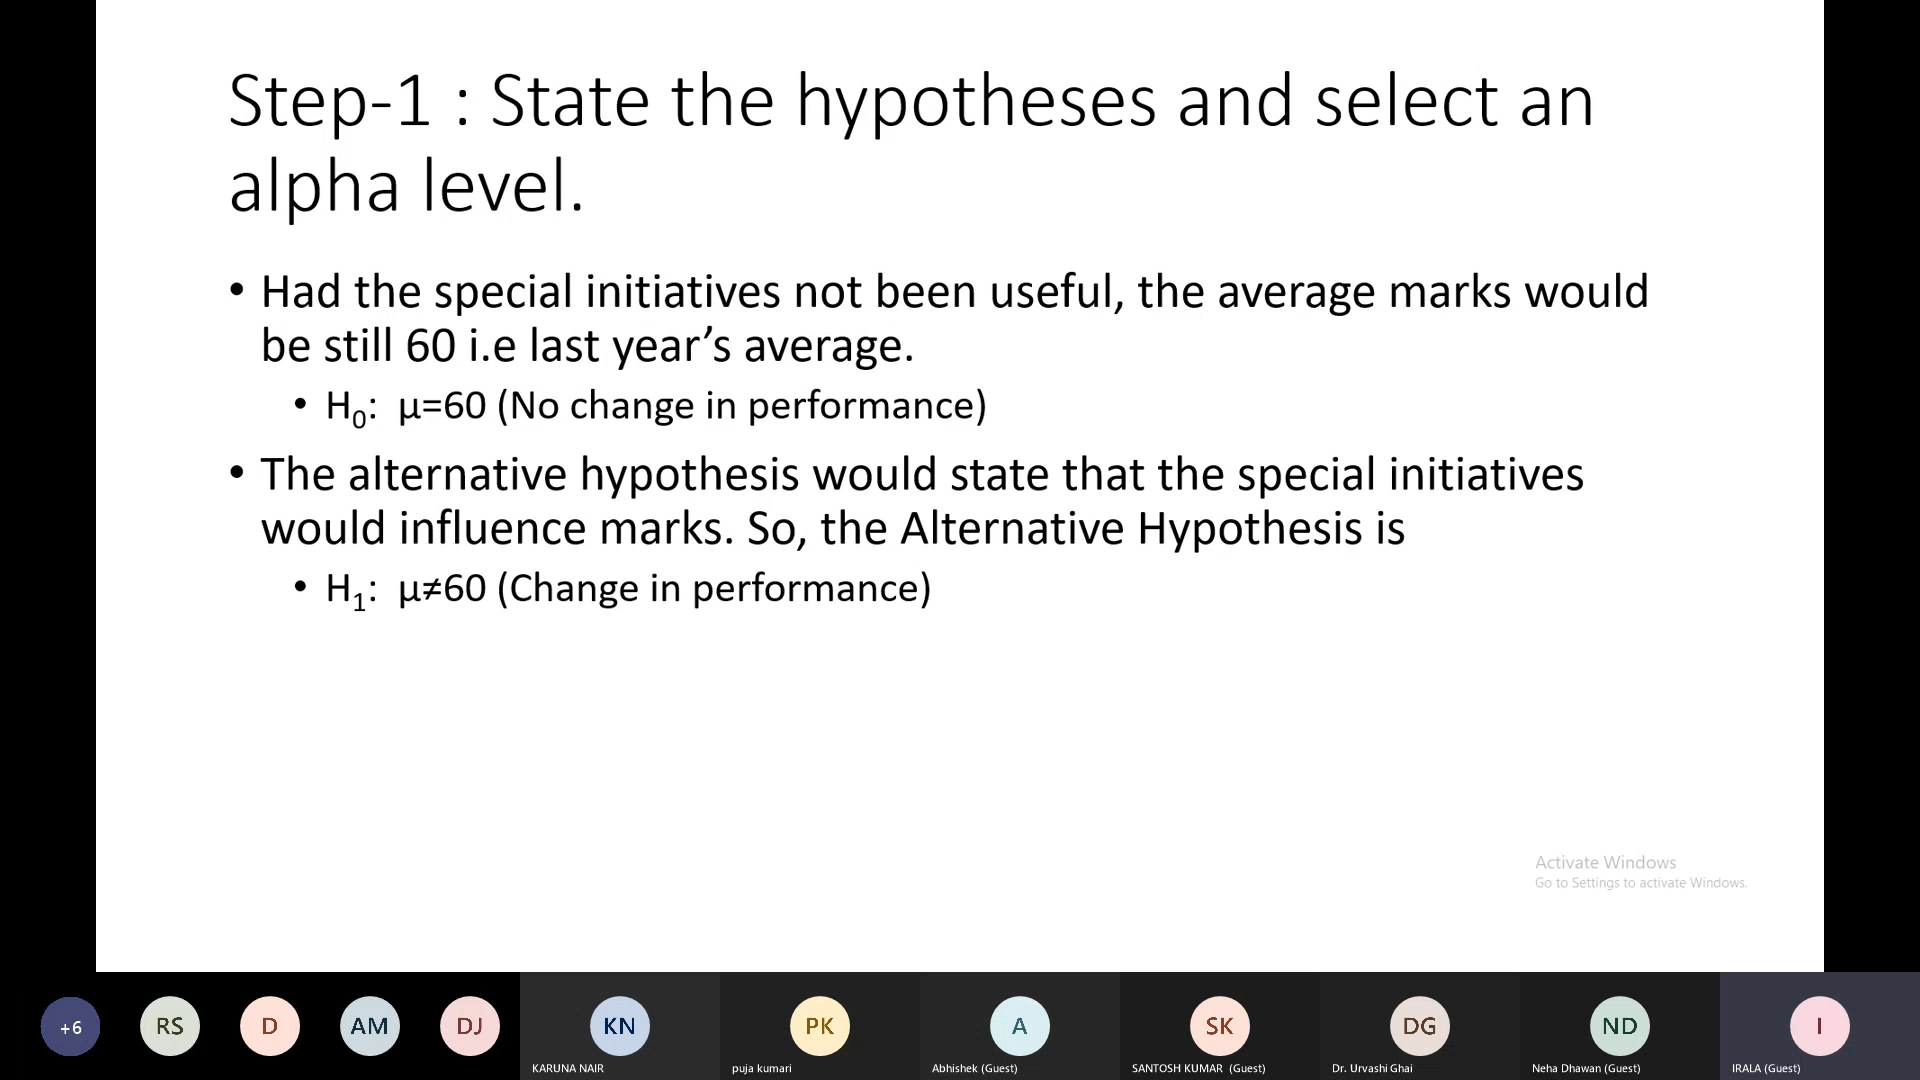 Step-1 : State the hypotheses and select an
alpha level.
• Had the special initiatives not been useful, the average marks would
be still 60 i.e last year’s average.
• H₀: μ=60 (No change in performance)
• The alternative hypothesis would state that the special initiatives
would influence marks. So, the Alternative Hypothesis is
• H₁: μ≠60 (Change in performance)
Activate Windows
Go to Settings to activate Windows.
+6
RS
D
AM
DJ
KN
PK
A
SK
DG
ND
I
KARUNA NAIR
puja kumari
Abhishek (Guest)
SANTOSH KUMAR (Guest)
Dr. Urvashi Ghai
Neha Dhawan (Guest)
IRALA (Guest)